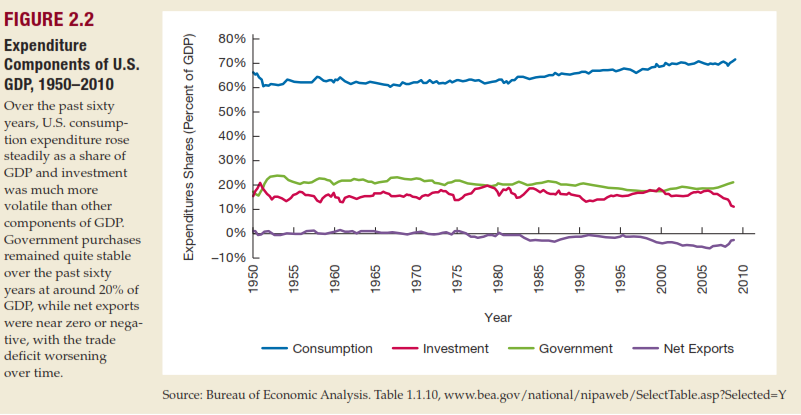 FIGURE 2.2
Expenditure
Components of U.S.
GDP, 1950–2010
Over the past sixty
years, U.S. consump-
tion expenditure rose
steadily as a share of
GDP and investment
was much more
volatile than other
components of GDP.
Government purchases
remained quite stable
over the past sixty
years at around 20% of
GDP, while net exports
were near zero or nega-
tive, with the trade
deficit worsening
over time.
Expenditures Shares (Percent of GDP)
80%
70%
60%
50%
40%
30%
20%
10%
0%
–10%
1950
1955
1960
1965
1970
1975
1980
1985
1990
1995
2000
2005
2010
Year
Consumption
Investment
Government
Net Exports
Source: Bureau of Economic Analysis. Table 1.1.10, www.bea.gov/national/nipaweb/SelectTable.asp?Selected=Y